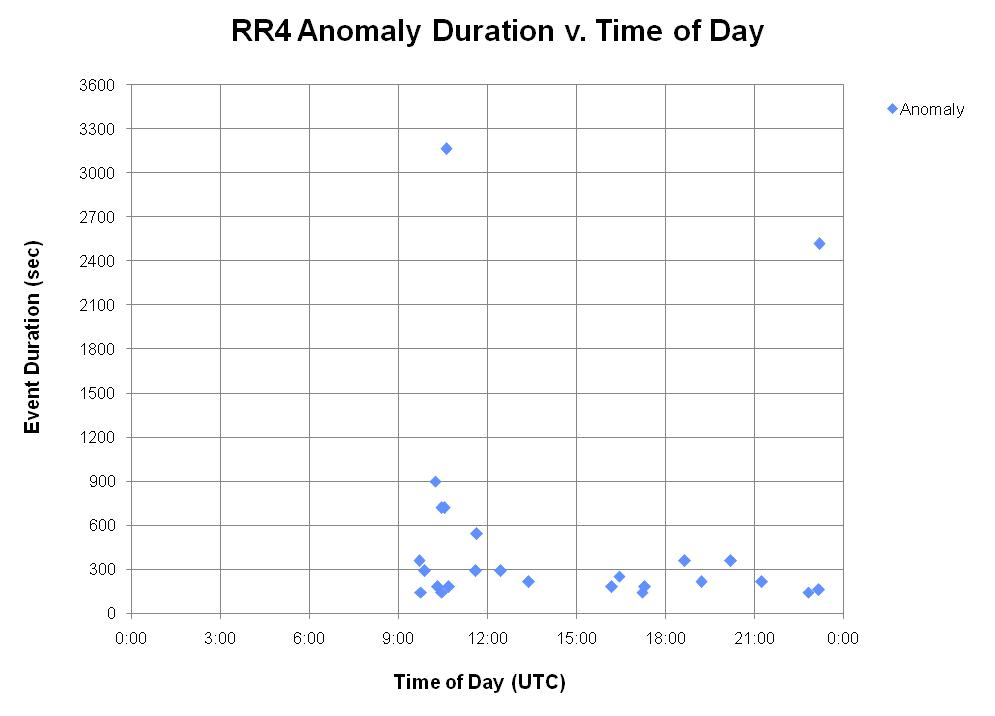 RR4 Anomaly Duration v. Time of Day
3600
3300
3000
2700
2400
2100
1800
1500
1200
900
600
300
0
Event Duration (sec)
0:00 3:00 6:00 9:00 12:00 15:00 18:00 21:00 0:00
Time of Day (UTC)
Anomaly